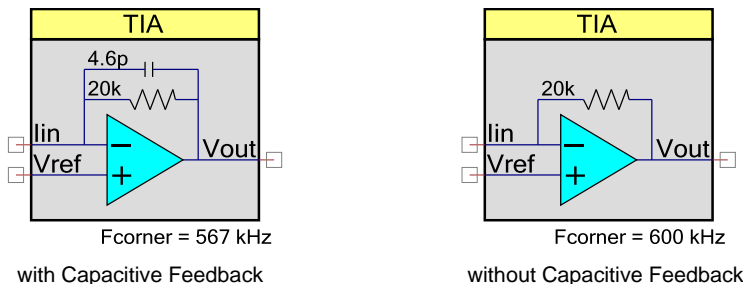 TIA
4.6p
20k
Iin
Vref
Vout
Fcorner = 567 kHz
with Capacitive Feedback
TIA
20k
Iin
Vref
Vout
Fcorner = 600 kHz
without Capacitive Feedback